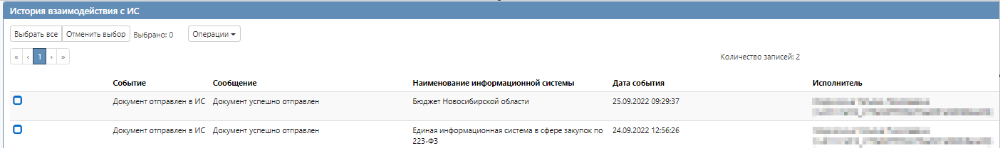 История взаимодействия с ИС
Выбрать все Отменить выбор Выбрано: 0 Операции
« ‹ 1 › » Количество записей: 2
Событие Сообщение Наименование информационной системы Дата события Исполнитель
Документ отправлен в ИС Документ успешно отправлен Бюджет Новосибирской области 25.09.2022 09:29:37
Документ отправлен в ИС Документ успешно отправлен Единая информационная система в сфере закупок по 24.09.2022 12:56:26
223-ФЗ